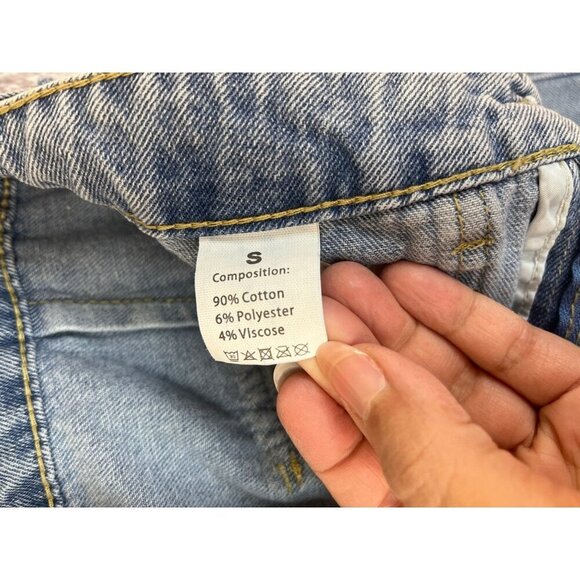 S
Composition:
90% Cotton
6% Polyester
4% Viscose